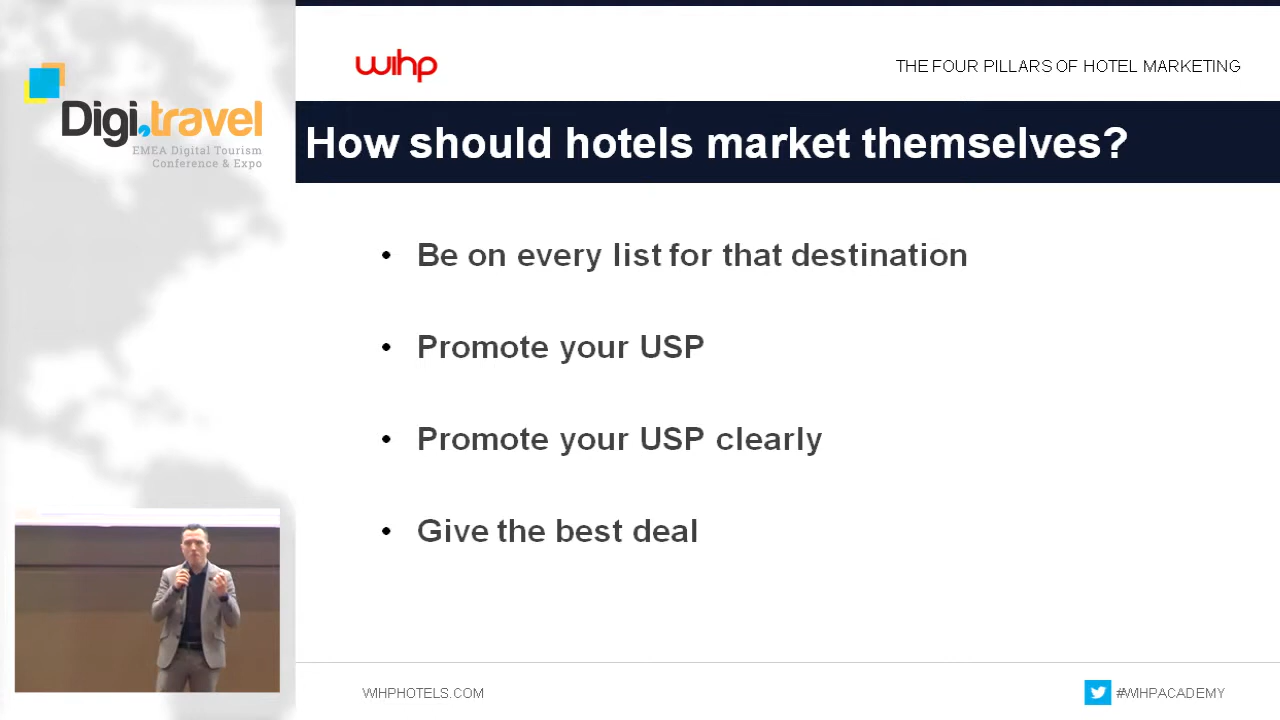 Digi.travel
EMEA Digital Tourism
Conference & Expo
wihp
THE FOUR PILLARS OF HOTEL MARKETING
How should hotels market themselves?
• Be on every list for that destination
• Promote your USP
• Promote your USP clearly
• Give the best deal
WIHPHOTELS.COM
#WIHPACADEMY